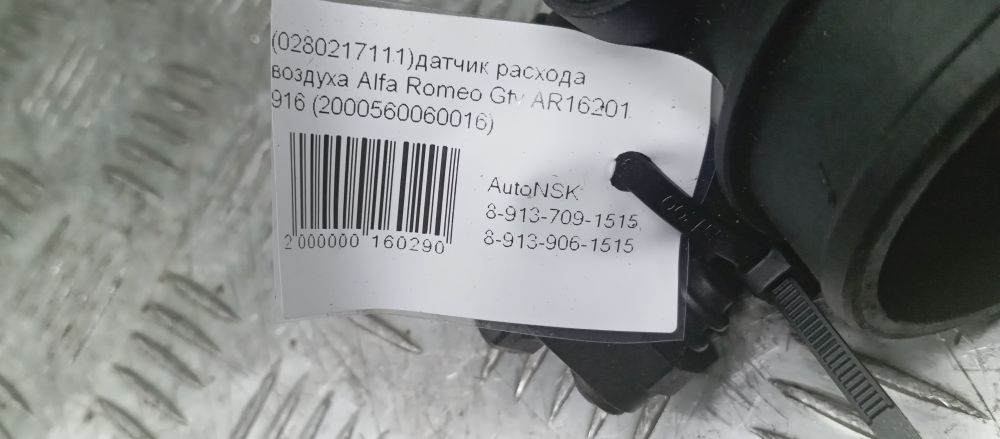 (0280217111)датчик расхода
воздуха Alfa Romeo Gtv AR16201
916 (2000560060016)
AutoNSK
8-913-709-1515,
8-913-906-1515
2 000000 160290